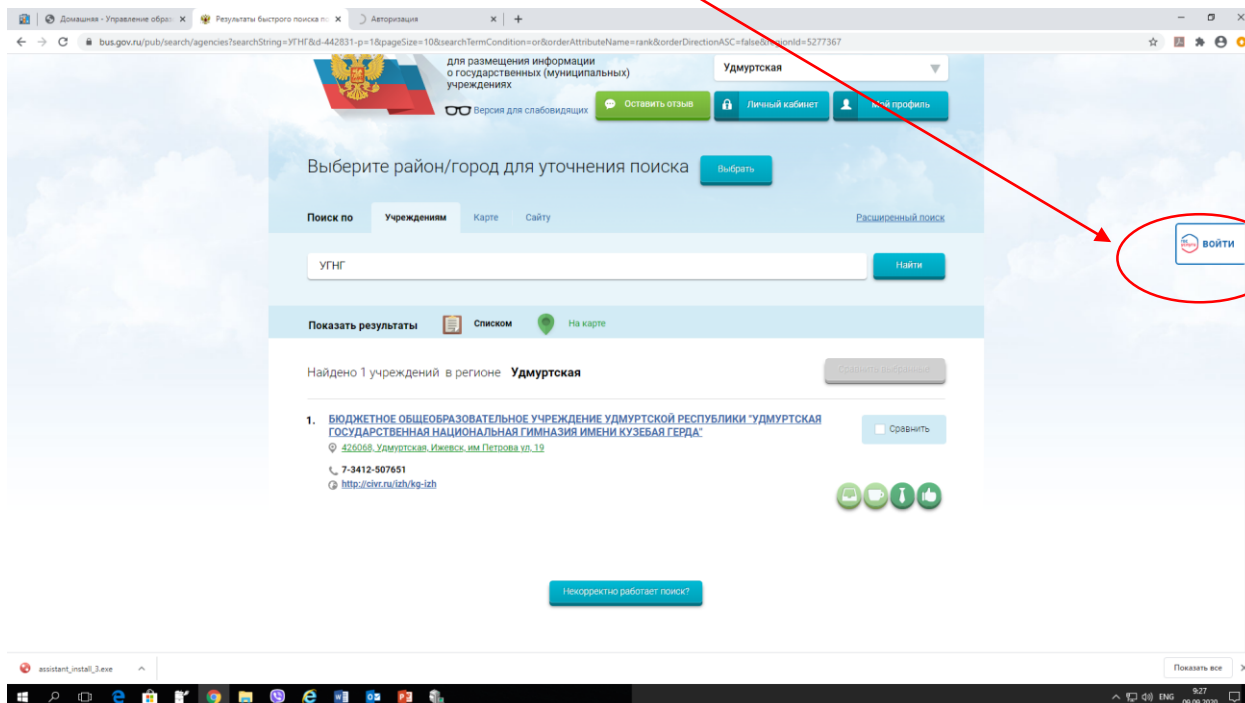 Домашняя - Управление образ
Результаты быстрого поиска по
Авторизация
bus.gov.ru/pub/search/agencies?searchString=УГНГ&d-442831-p=1&pageSize=10&searchTermCondition=or&orderAttributeName=rank&orderDirectionASC=false&regionId=5277367
для размещения информации
о государственных (муниципальных)
учреждениях
Удмуртская
Версия для слабовидящих
Оставить отзыв
Личный кабинет
Мой профиль
Выберите район/город для уточнения поиска
Выбрать
Поиск по Учреждениям Карте Сайту
Расширенный поиск
ВОЙТИ
УГНГ
Найти
Показать результаты Списком На карте
Найдено 1 учреждений в регионе Удмуртская
Сравнить выбранные
1. БЮДЖЕТНОЕ ОБЩЕОБРАЗОВАТЕЛЬНОЕ УЧРЕЖДЕНИЕ УДМУРТСКОЙ РЕСПУБЛИКИ "УДМУРТСКАЯ
ГОСУДАРСТВЕННАЯ НАЦИОНАЛЬНАЯ ГИМНАЗИЯ ИМЕНИ КУЗЕБАЯ ГЕРДА"
Сравнить
426068, Удмуртская, Ижевск, им Петрова ул, 19
7-3412-507651
http://civr.ru/izh/kg-izh
Некорректно работает поиск?
assistant_install_3.exe
Показать все
ENG
9:27
09.09.2020